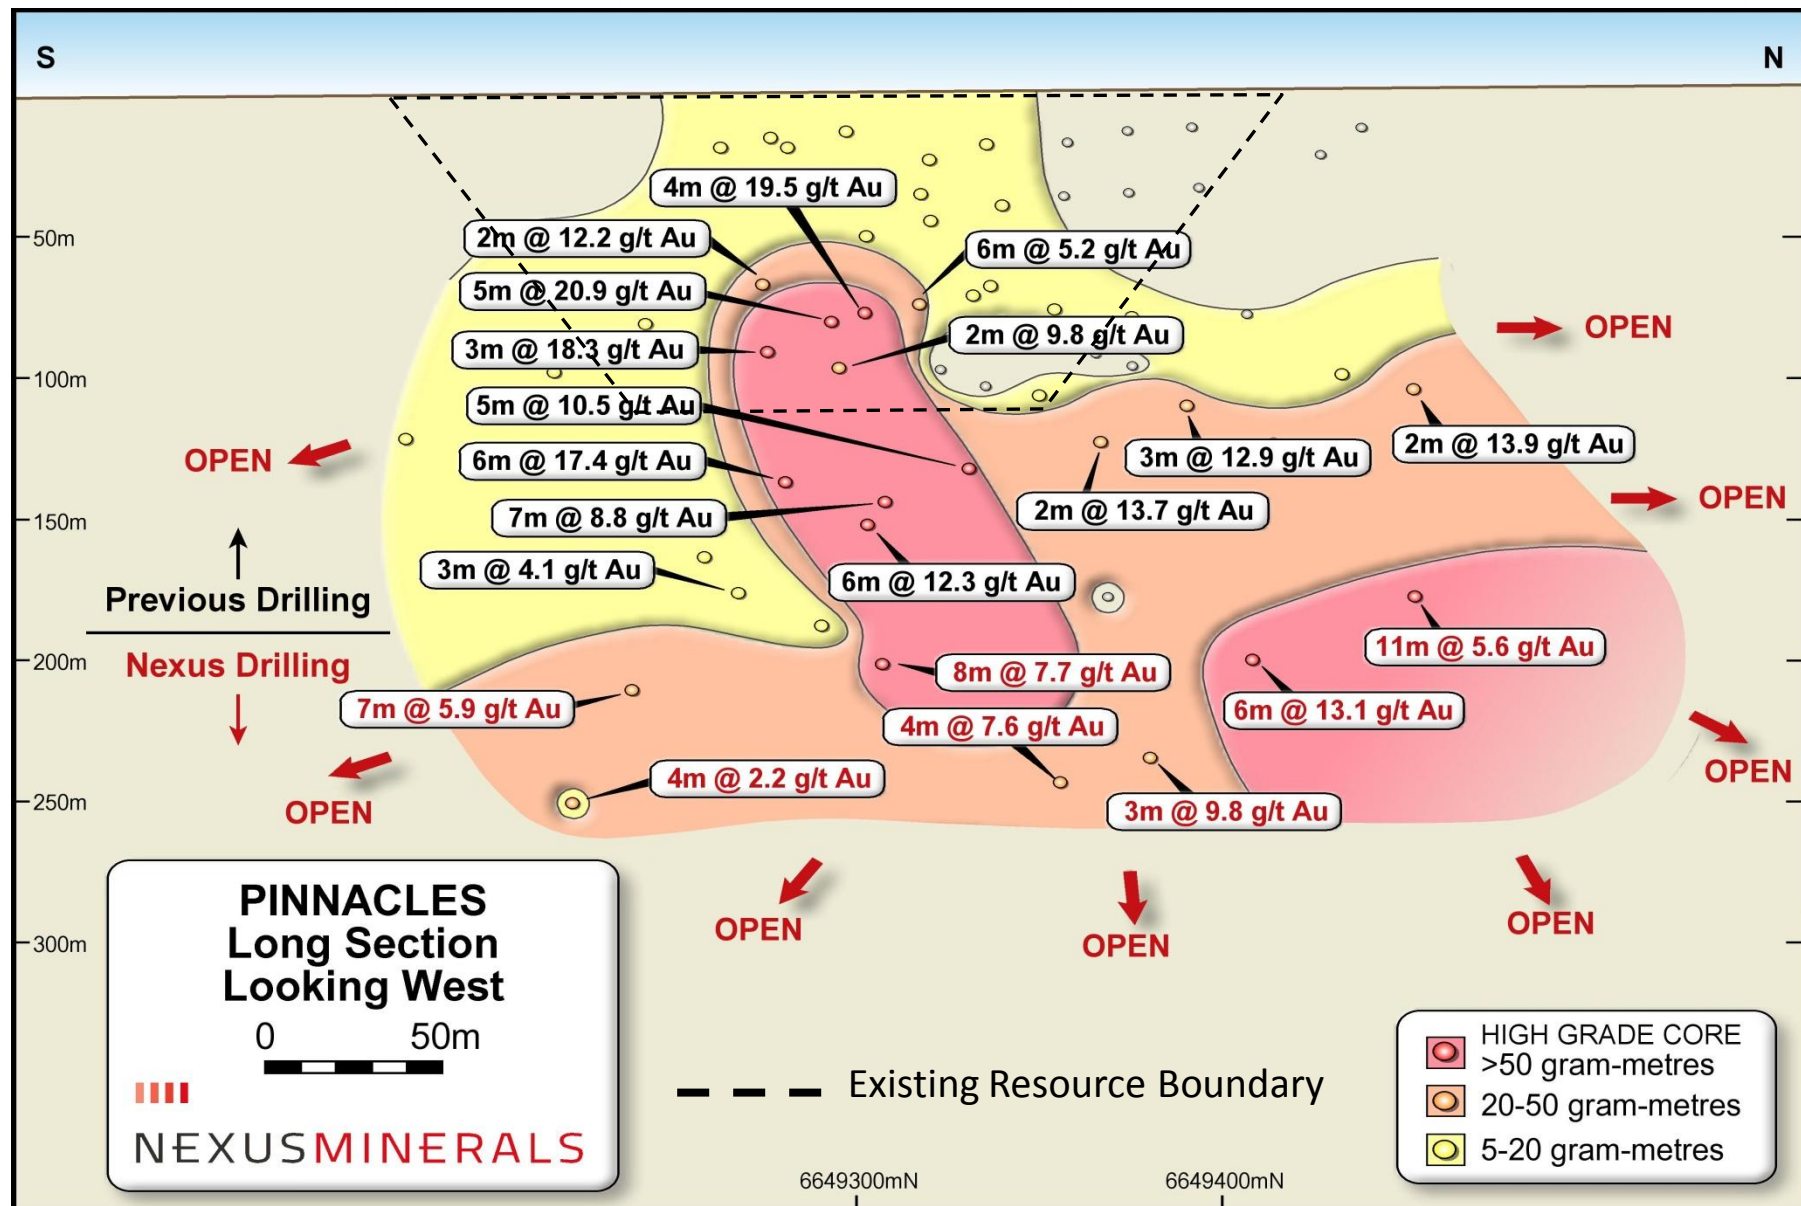 S
N
4m @ 19.5 g/t Au
50m
2m @ 12.2 g/t Au
6m @ 5.2 g/t Au
5m @ 20.9 g/t Au
OPEN
2m @ 9.8 g/t Au
3m @ 18.3 g/t Au
100m
5m @ 10.5 g/t Au
2m @ 13.9 g/t Au
3m @ 12.9 g/t Au
OPEN
6m @ 17.4 g/t Au
OPEN
2m @ 13.7 g/t Au
7m @ 8.8 g/t Au
150m
3m @ 4.1 g/t Au
6m @ 12.3 g/t Au
Previous Drilling
11m @ 5.6 g/t Au
200m
Nexus Drilling
8m @ 7.7 g/t Au
7m @ 5.9 g/t Au
6m @ 13.1 g/t Au
4m @ 7.6 g/t Au
OPEN
4m @ 2.2 g/t Au
250m
OPEN
3m @ 9.8 g/t Au
OPEN
OPEN
OPEN
300m
PINNACLES
Long Section
Looking West
0 50m
NEXUSMINERALS
Existing Resource Boundary
HIGH GRADE CORE
>50 gram-metres
20-50 gram-metres
5-20 gram-metres
6649300mN
6649400mN